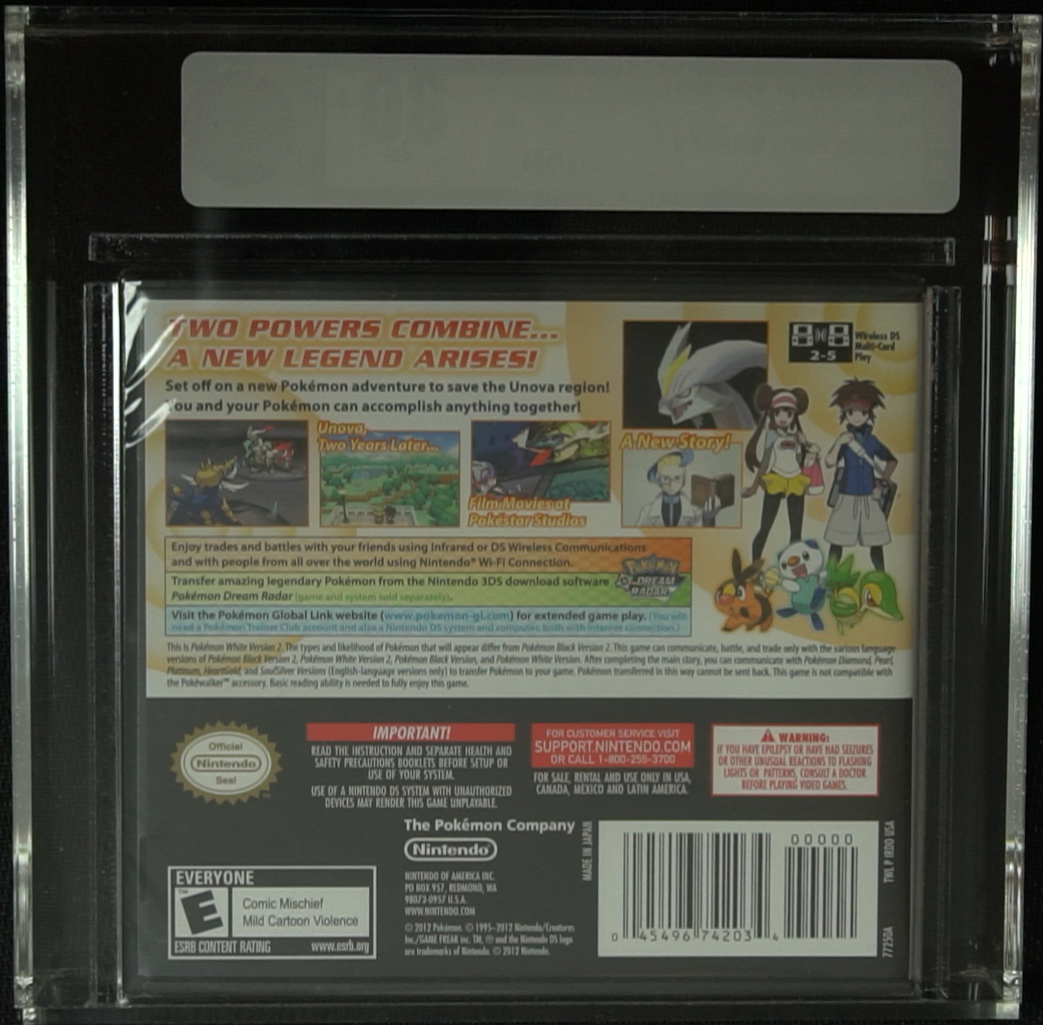 TWO POWERS COMBINE...
A NEW LEGEND ARISES!
Set off on a new Pokémon adventure to save the Unova region!
You and your Pokémon can accomplish anything together!
2-5
Wireless DS
Multi-Card
Play
Unova,
Two Years Later...
Film Movies at
Pokéstar Studios
A New Story!
Enjoy trades and battles with your friends using Infrared or DS Wireless Communications
and with people from all over the world using Nintendo® Wi-Fi Connection.
Transfer amazing legendary Pokémon from the Nintendo 3DS download software
Pokémon Dream Radar (game and system sold separately).
Pokémon
DREAM
RADAR
Visit the Pokémon Global Link website (www.pokemon-gl.com) for extended game play. (You will
need a Pokémon Trainer Club account and also a Nintendo DS system and computer, both with internet connection.)
This is Pokémon White Version 2. The types and likelihood of Pokémon that will appear differ from Pokémon Black Version 2. This game can communicate, battle, and trade only with the various language
versions of Pokémon Black Version 2, Pokémon White Version 2, Pokémon Black Version, and Pokémon White Version. After completing the main story, you can communicate with Pokémon Diamond, Pearl,
Platinum, HeartGold, and SoulSilver Versions (English-language versions only) to transfer Pokémon to your game. Pokémon transferred in this way cannot be sent back. This game is not compatible with
the Pokéwalker™ accessory. Basic reading ability is needed to fully enjoy this game.
Official
Nintendo
Seal
IMPORTANT!
READ THE INSTRUCTION AND SEPARATE HEALTH AND
SAFETY PRECAUTIONS BOOKLETS BEFORE SETUP OR
USE OF YOUR SYSTEM.
USE OF A NINTENDO DS SYSTEM WITH UNAUTHORIZED
DEVICES MAY RENDER THIS GAME UNPLAYABLE.
FOR CUSTOMER SERVICE VISIT
SUPPORT.NINTENDO.COM
OR CALL 1-800-255-3700
FOR SALE, RENTAL AND USE ONLY IN USA,
CANADA, MEXICO AND LATIN AMERICA.
WARNING:
IF YOU HAVE EPILEPSY OR HAVE HAD SEIZURES
OR OTHER UNUSUAL REACTIONS TO FLASHING
LIGHTS OR PATTERNS, CONSULT A DOCTOR
BEFORE PLAYING VIDEO GAMES.
The Pokémon Company
Nintendo
NINTENDO OF AMERICA INC.
PO BOX 957, REDMOND, WA
98073-0957 U.S.A.
WWW.NINTENDO.COM
© 2012 Pokémon. © 1995-2012 Nintendo/Creatures
Inc./GAME FREAK inc. TM, ® and the Nintendo DS logo
are trademarks of Nintendo. © 2012 Nintendo.
EVERYONE
E
Comic Mischief
Mild Cartoon Violence
ESRB CONTENT RATING www.esrb.org
MADE IN JAPAN
00000
0 45496 74203 4
TWL P IRDO USA
77250A